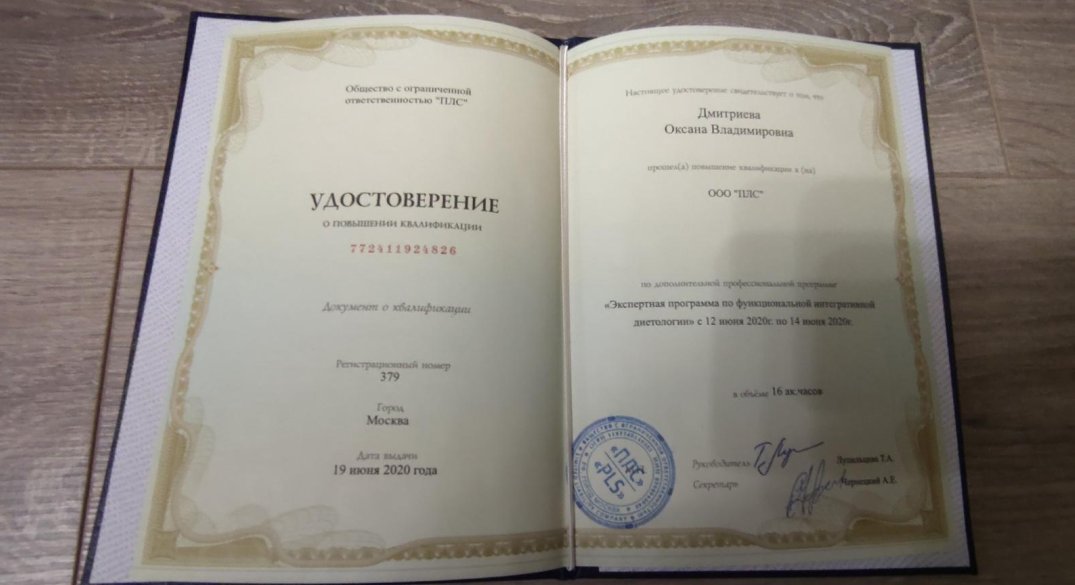 Общество с ограниченной
ответственностью "ПЛС"
УДОСТОВЕРЕНИЕ
О ПОВЫШЕНИИ КВАЛИФИКАЦИИ
772411924826
Документ о квалификации
Регистрационный номер
379
Город
Москва
Дата выдачи
19 июня 2020 года
Настоящее удостоверение свидетельствует о том, что
Дмитриева
Оксана Владимировна
прошел(а) повышение квалификации в (на)
ООО "ПЛС"
по дополнительной профессиональной программе
«Экспертная программа по функциональной интегративной
диетологии» с 12 июня 2020г. по 14 июня 2020г.
в объёме 16 ак.часов
«ПЛС»
«PLS»
Руководитель
Т.А.
Секретарь
Чернецкий А.Е.